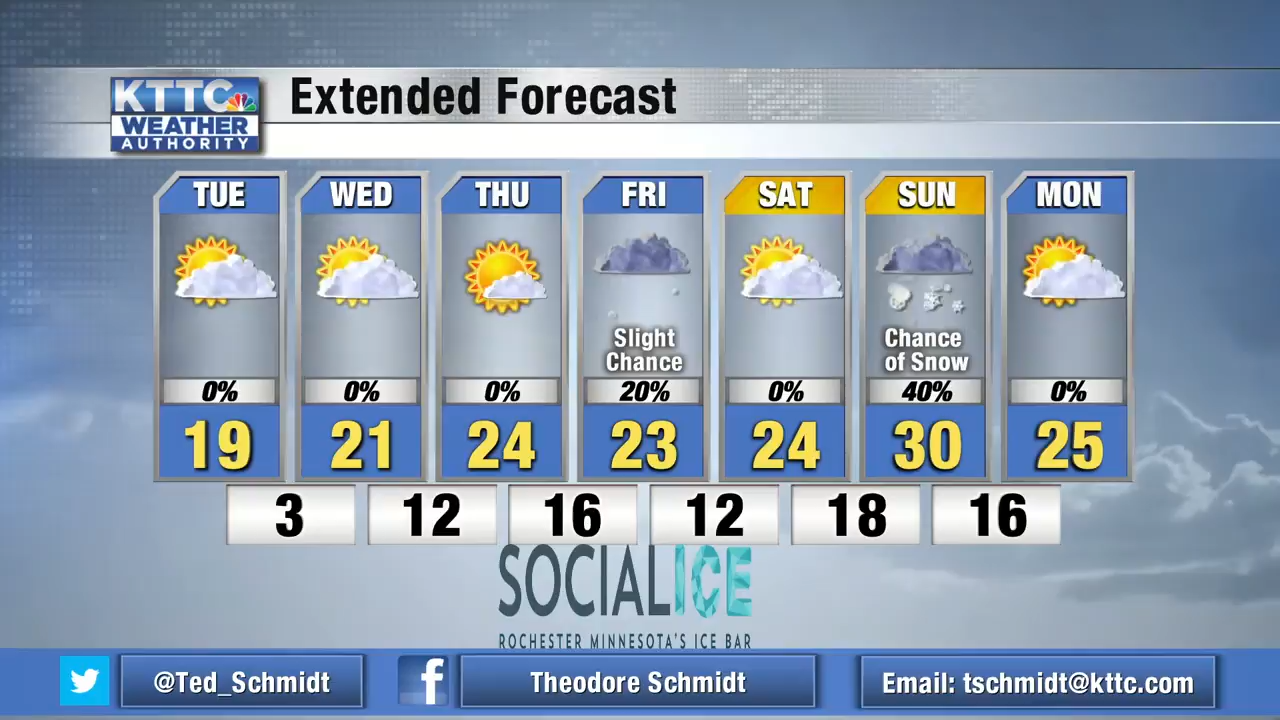 KTTC
WEATHER
AUTHORITY
Extended Forecast
TUE WED THU FRI SAT SUN MON
Slight
Chance
Chance
of Snow
0% 0% 0% 20% 0% 40% 0%
19 21 24 23 24 30 25
3 12 16 12 18 16
SOCIALICE
ROCHESTER MINNESOTA'S ICE BAR
@Ted_Schmidt
Theodore Schmidt
Email: tschmidt@kttc.com